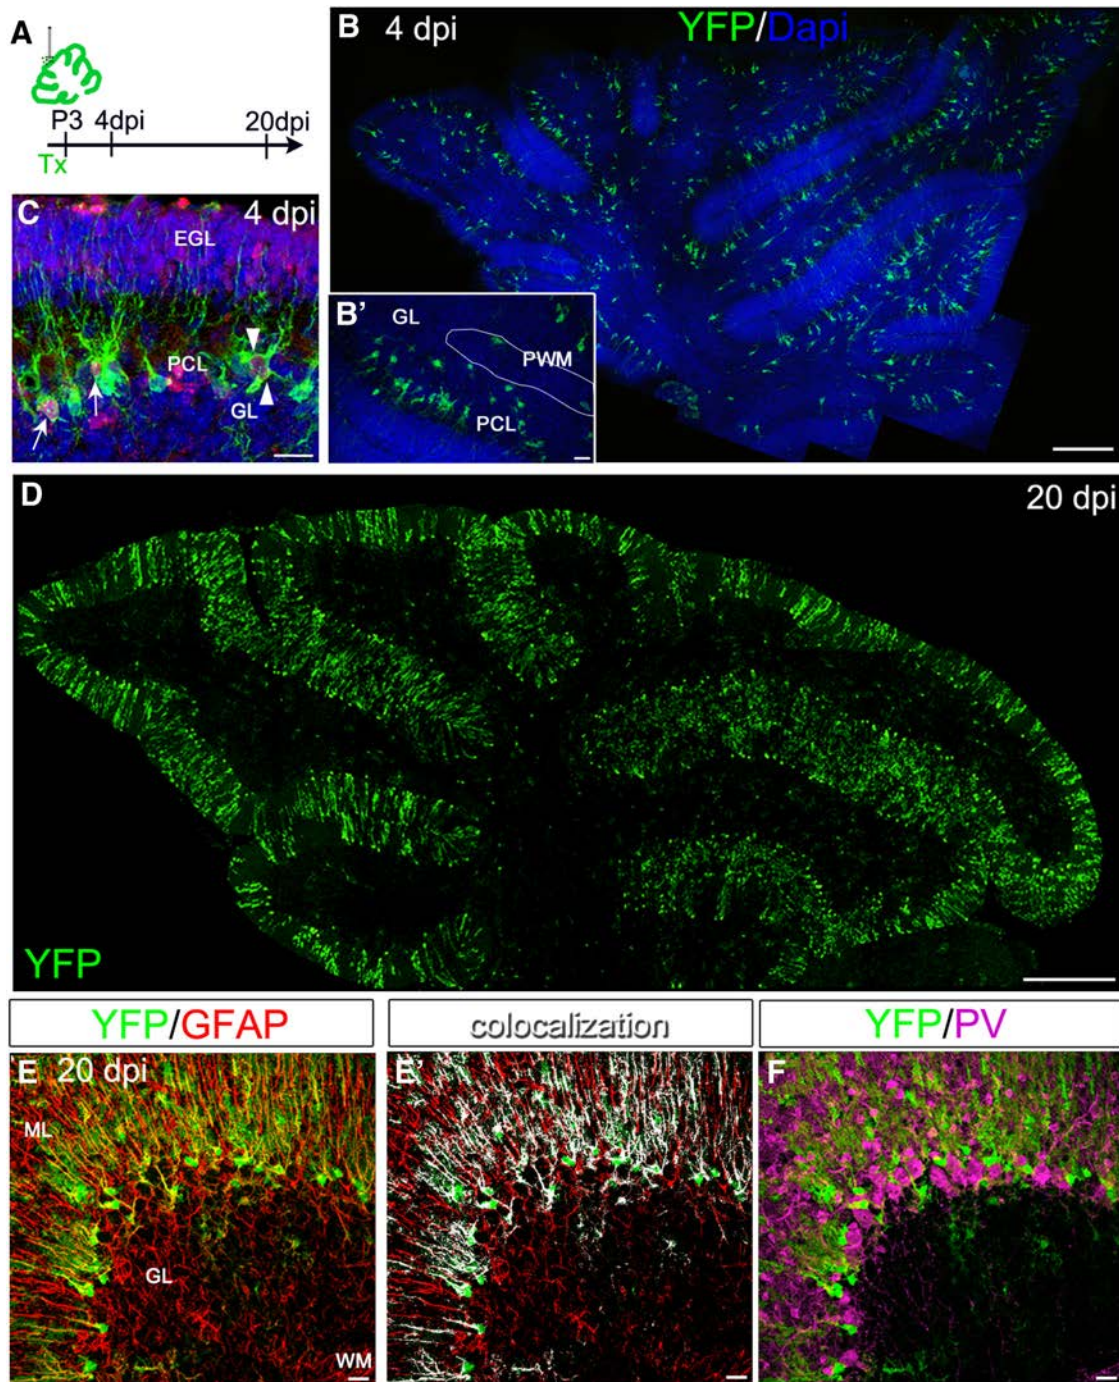 A
P3 4dpi 20dpi
Tx
B 4 dpi YFP/Dapi
C 4 dpi
EGL
PCL
GL
B'
GL
PWM
PCL
D 20 dpi
YFP
YFP/GFAP
colocalization
YFP/PV
E 20 dpi
ML
GL
WM
E'
F